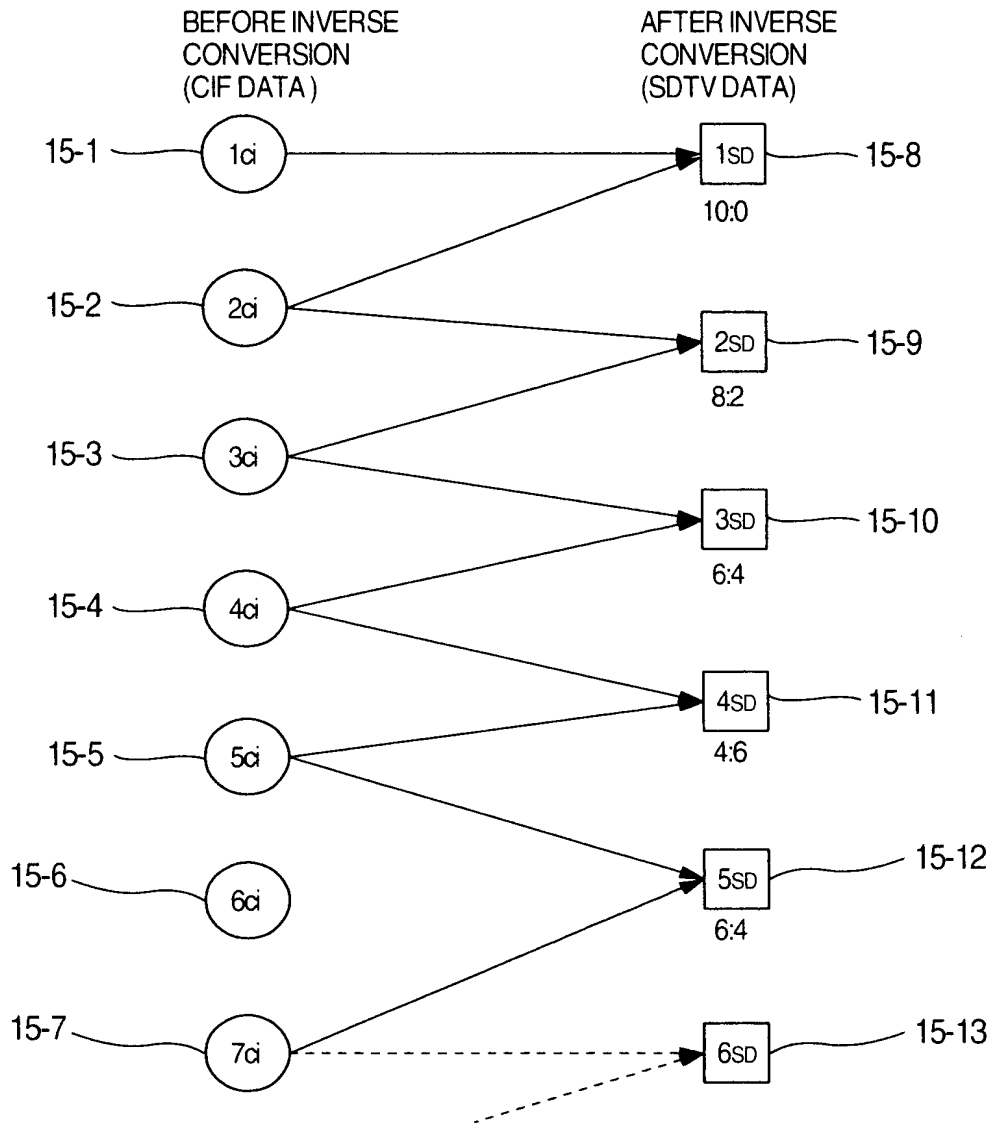 BEFORE INVERSE
CONVERSION
(CIF DATA)
AFTER INVERSE
CONVERSION
(SDTV DATA)
15-1
1ci
1SD
15-8
10:0
15-2
2ci
2SD
15-9
8:2
15-3
3ci
3SD
15-10
6:4
15-4
4ci
4SD
15-11
4:6
15-5
5ci
5SD
15-12
6:4
15-6
6ci
15-7
7ci
6SD
15-13